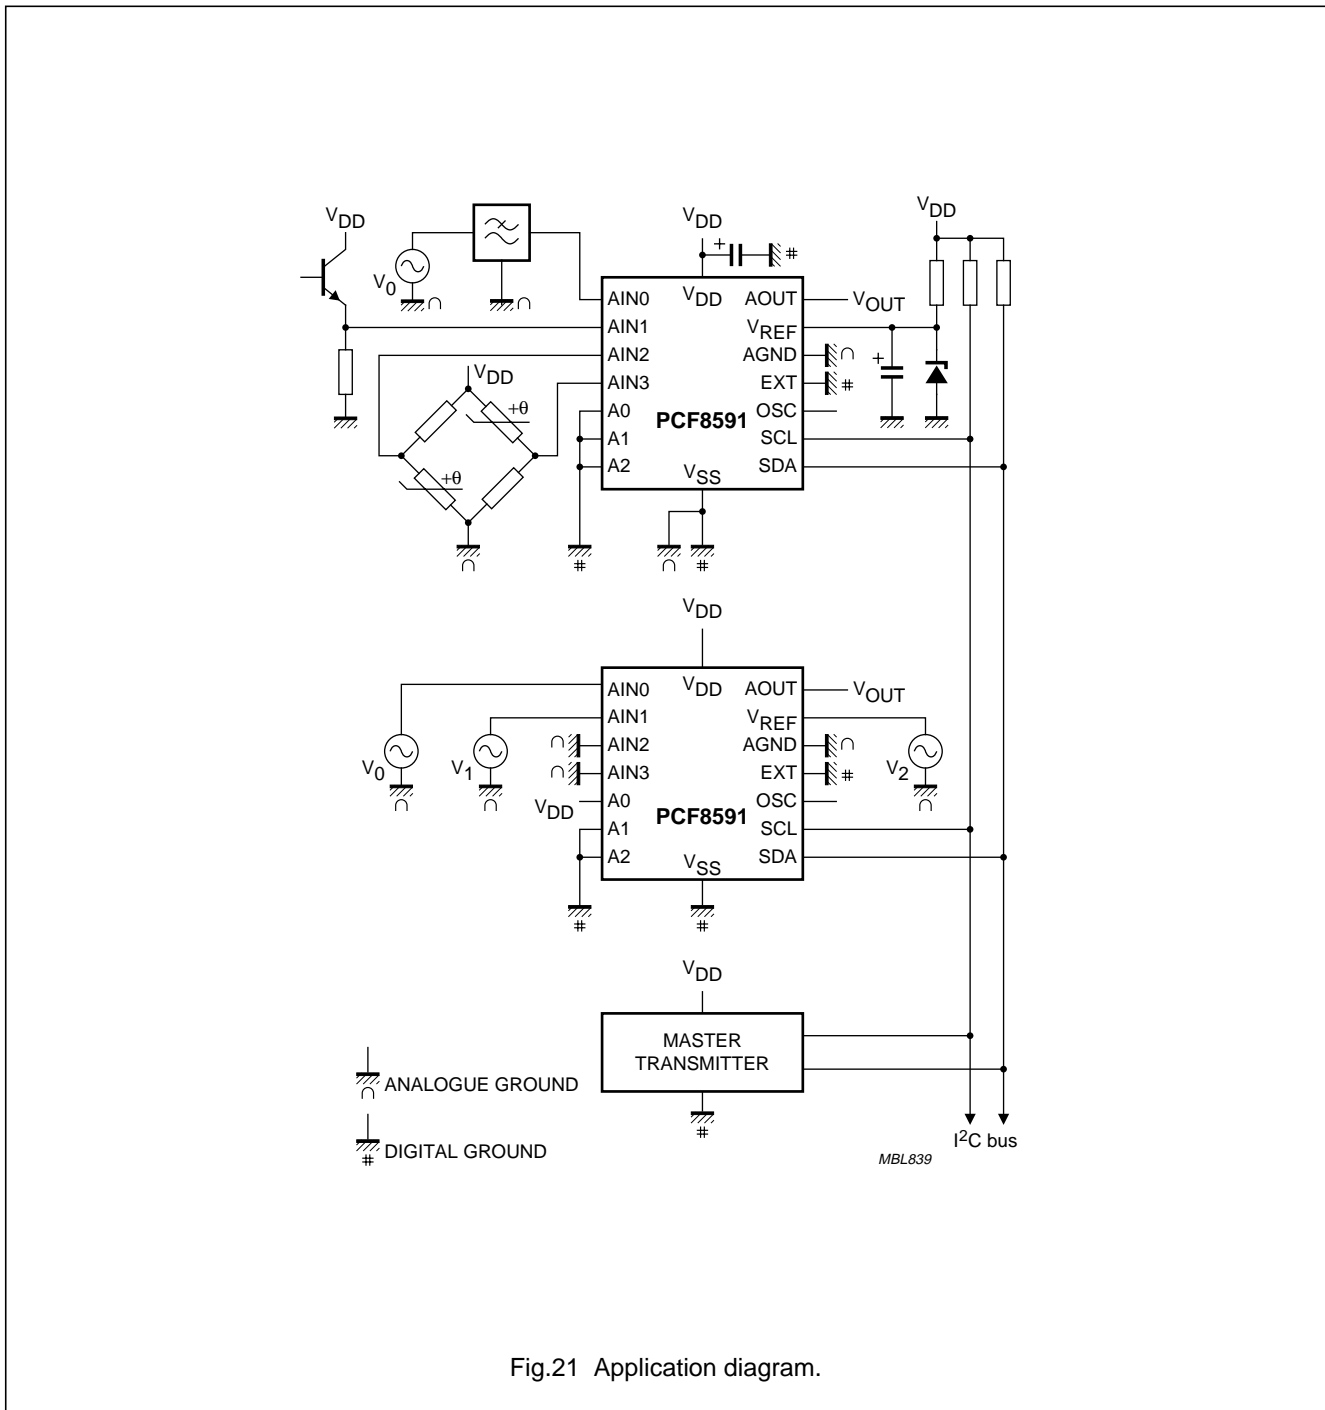 VDD
V0
VDD
VDD
AIN0
AIN1
AIN2
AIN3
A0
A1
A2
VDD
PCF8591
VSS
AOUT
VREF
AGND
EXT
OSC
SCL
SDA
VOUT
+
#
#
+
VDD
+θ
+θ
#
#
VDD
V0
V1
VDD
AIN0
AIN1
AIN2
AIN3
A0
A1
A2
VDD
PCF8591
VSS
AOUT
VREF
AGND
EXT
OSC
SCL
SDA
VOUT
#
V2
#
#
VDD
MASTER
TRANSMITTER
#
ANALOGUE GROUND
# DIGITAL GROUND
I2C bus
MBL839
Fig.21 Application diagram.